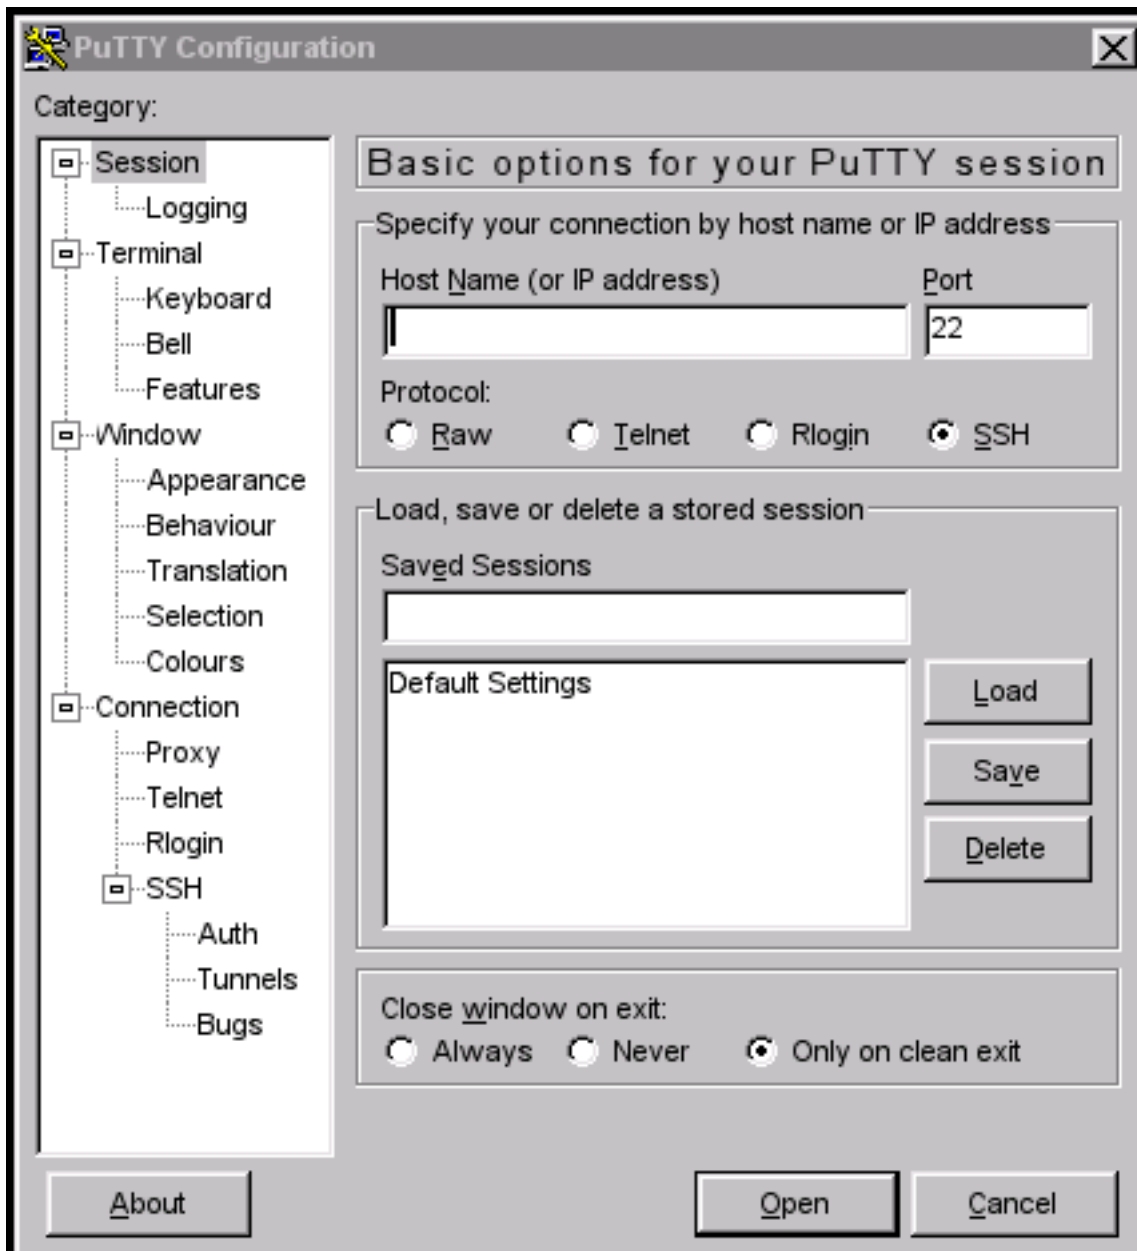 PuTTY Configuration
Category:
Session
Logging
Terminal
Keyboard
Bell
Features
Window
Appearance
Behaviour
Translation
Selection
Colours
Connection
Proxy
Telnet
Rlogin
SSH
Auth
Tunnels
Bugs
Basic options for your PuTTY session
Specify your connection by host name or IP address
Host Name (or IP address) Port
22
Protocol:
Raw Telnet Rlogin SSH
Load, save or delete a stored session
Saved Sessions
Default Settings
Load
Save
Delete
Close window on exit:
Always Never Only on clean exit
About Open Cancel